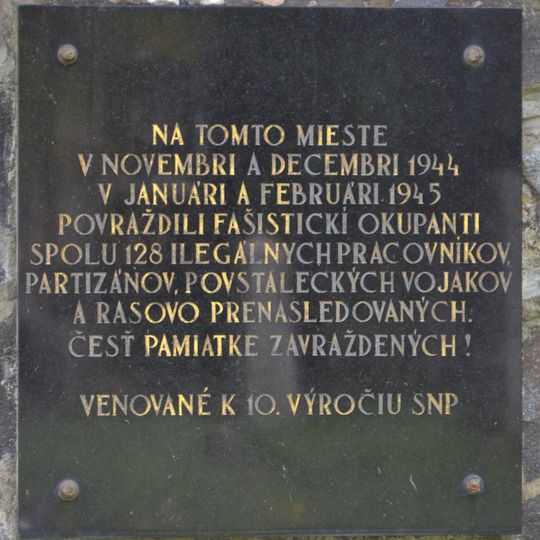 NA TOMTO MIESTE
V NOVEMBRI A DECEMBRI 1944
V JANUÁRI A FEBRUÁRI 1945
POVRAŽDILI FAŠISTICKÍ OKUPANTI
SPOLU 128 ILEGÁLNYCH PRACOVNÍKOV,
PARTIZÁNOV, POVSTALECKÝCH VOJAKOV
A RASOVO PRENASLEDOVANÝCH.
ČESŤ PAMIATKE ZAVRAŽDENÝCH!
VENOVANÉ K 10. VÝROČIU SNP